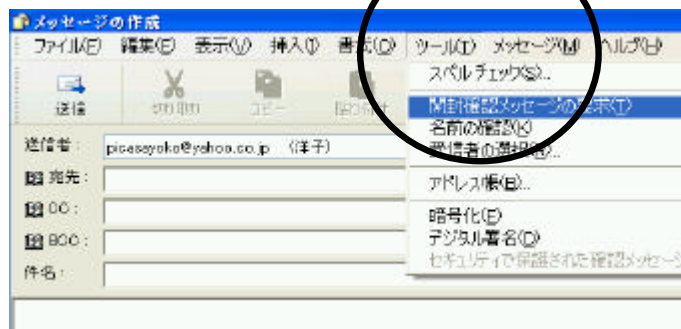 メッセージの作成
ファイル(F) 編集(E) 表示(V) 挿入(I) 書式(O) ツール(T) メッセージ(M) ヘルプ(H)
送信 切り取り コピー 貼り付け
スペルチェック(S)...
開封確認メッセージの要求(T)
名前の確認(K)
受信者の選択(R)...
アドレス帳(B)...
暗号化(E)
デジタル署名(D)
セキュリティで保護された確認メッセージ
送信者: picasayoko@yahoo.co.jp (洋子)
宛先:
CC:
BCC:
件名: